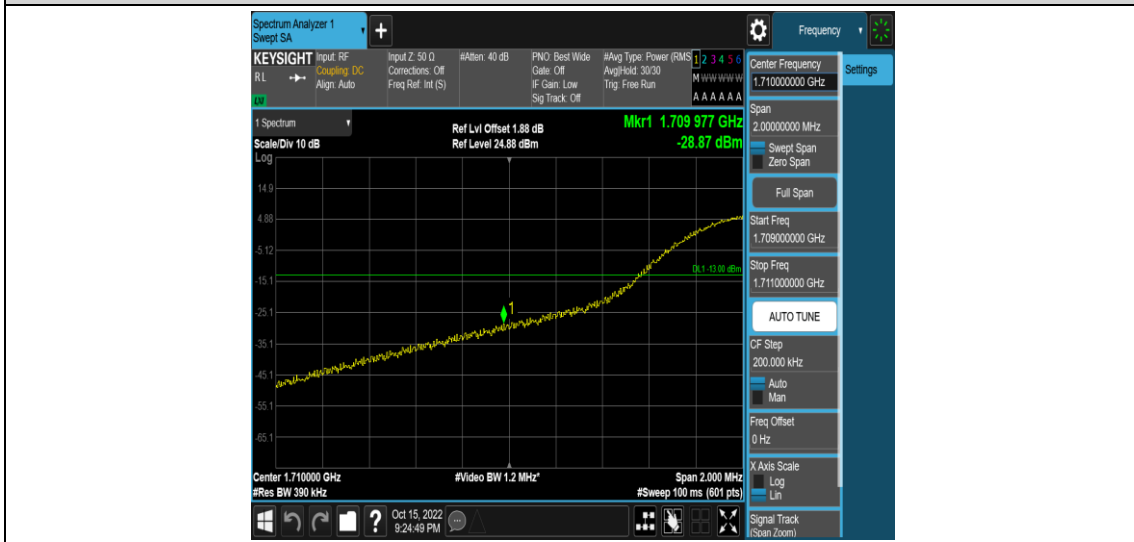 Spectrum Analyzer 1
Swept SA
+
Frequency
KEYSIGHT
RL
LXI
Input: RF
Coupling: DC
Align: Auto
Input Z: 50 Ω
Corrections: Off
Freq Ref: Int (S)
#Atten: 40 dB
PNO: Best Wide
Gate: Off
IF Gain: Low
Sig Track: Off
#Avg Type: Power (RMS
Avg|Hold: 30/30
Trig: Free Run
1 2 3 4 5 6
M W W W W W
A A A A A A
1 Spectrum
Scale/Div 10 dB
Log
Ref Lvl Offset 1.88 dB
Ref Level 24.88 dBm
Mkr1 1.709 977 GHz
-28.87 dBm
14.9
4.88
-5.12
-15.1
-25.1
-35.1
-45.1
-55.1
-65.1
DL1 -13.00 dBm
1
Center 1.710000 GHz
#Res BW 390 kHz
#Video BW 1.2 MHz*
Span 2.000 MHz
#Sweep 100 ms (601 pts)
Center Frequency
1.710000000 GHz
Settings
Span
2.00000000 MHz
Swept Span
Zero Span
Full Span
Start Freq
1.709000000 GHz
Stop Freq
1.711000000 GHz
AUTO TUNE
CF Step
200.000 kHz
Auto
Man
Freq Offset
0 Hz
X Axis Scale
Log
Lin
Signal Track
(Span Zoom)
?
Oct 15, 2022
9:24:49 PM